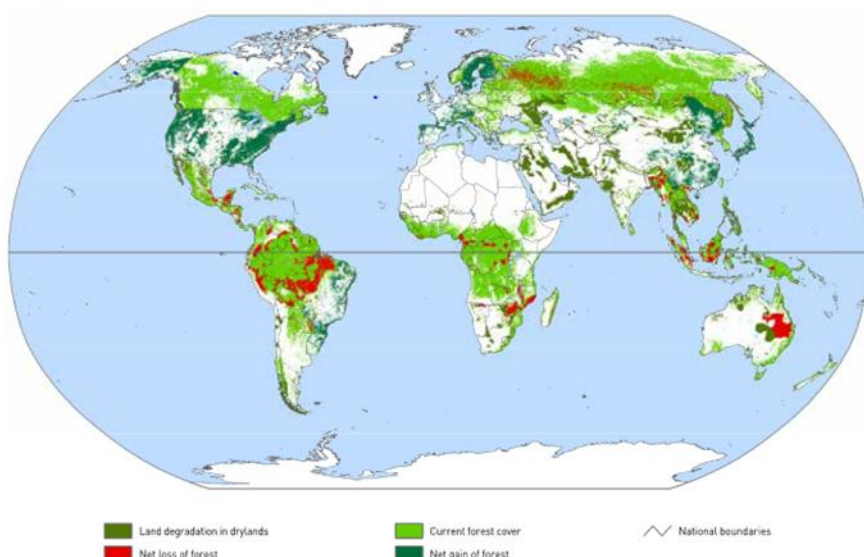 Land degradation in drylands
Current forest cover
National boundaries
Net loss of forest
Net gain of forest